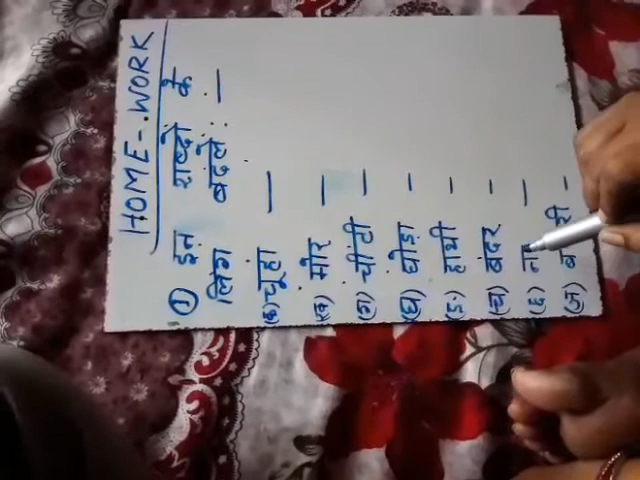 HOME-.WORK
① इन शब्दों के
लिंग बदलें : —
(क) चूहा —
(ख) मोर —
(ग) चींटी —
(घ) घोड़ा —
(ङ) हाथी —
(च) बंदर —
(छ) —
(ज) —